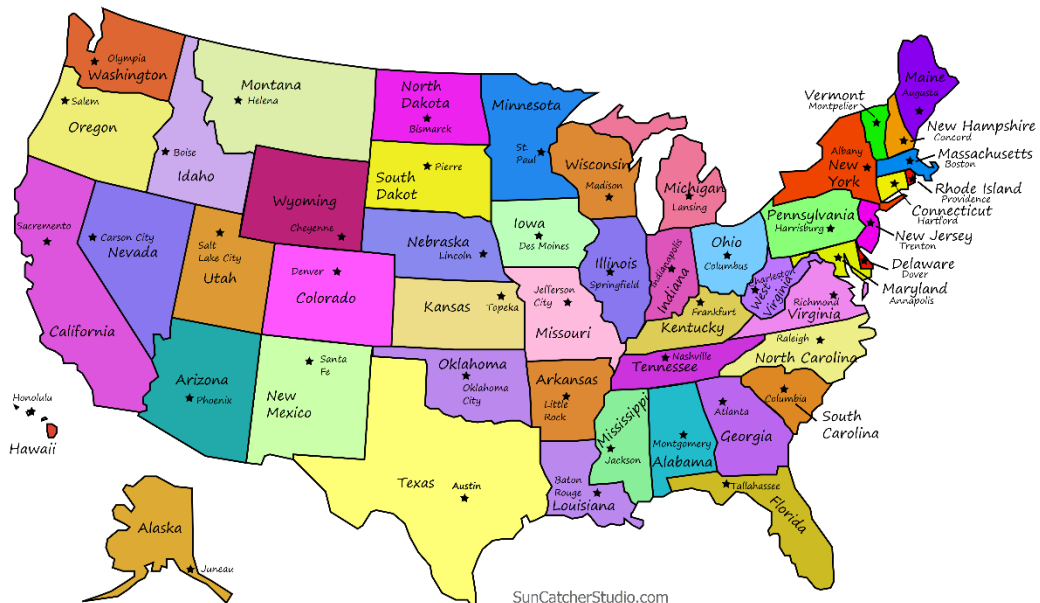 Olympia
Washington
Salem
Oregon
Boise
Idaho
Montana
Helena
North
Dakota
Bismarck
Pierre
South
Dakot
Minnesota
St.
Paul
Wisconsin
Madison
Michigan
Lansing
Wyoming
Cheyenne
Nebraska
Lincoln
Iowa
Des Moines
Sacramento
California
Carson City
Nevada
Salt
Lake City
Utah
Denver
Colorado
Kansas
Topeka
Jefferson
City
Missouri
Illinois
Springfield
Indianapolis
Indiana
Ohio
Columbus
Charleston
West
Virginia
Richmond
Virginia
Frankfurt
Kentucky
Nashville
Tennessee
Raleigh
North Carolina
Columbia
South
Carolina
Arizona
Phoenix
Santa
Fe
New
Mexico
Oklahoma
Oklahoma
City
Arkansas
Little
Rock
Mississippi
Jackson
Montgomery
Alabama
Atlanta
Georgia
Tallahassee
Florida
Baton
Rouge
Louisiana
Texas
Austin
Honolulu
Hawaii
Alaska
Juneau
Maine
Augusta
Vermont
Montpelier
New Hampshire
Concord
Massachusetts
Boston
Albany
New
York
Rhode Island
Providence
Connecticut
Hartford
Pennsylvania
Harrisburg
New Jersey
Trenton
Delaware
Dover
Maryland
Annapolis
SunCatcherStudio.com